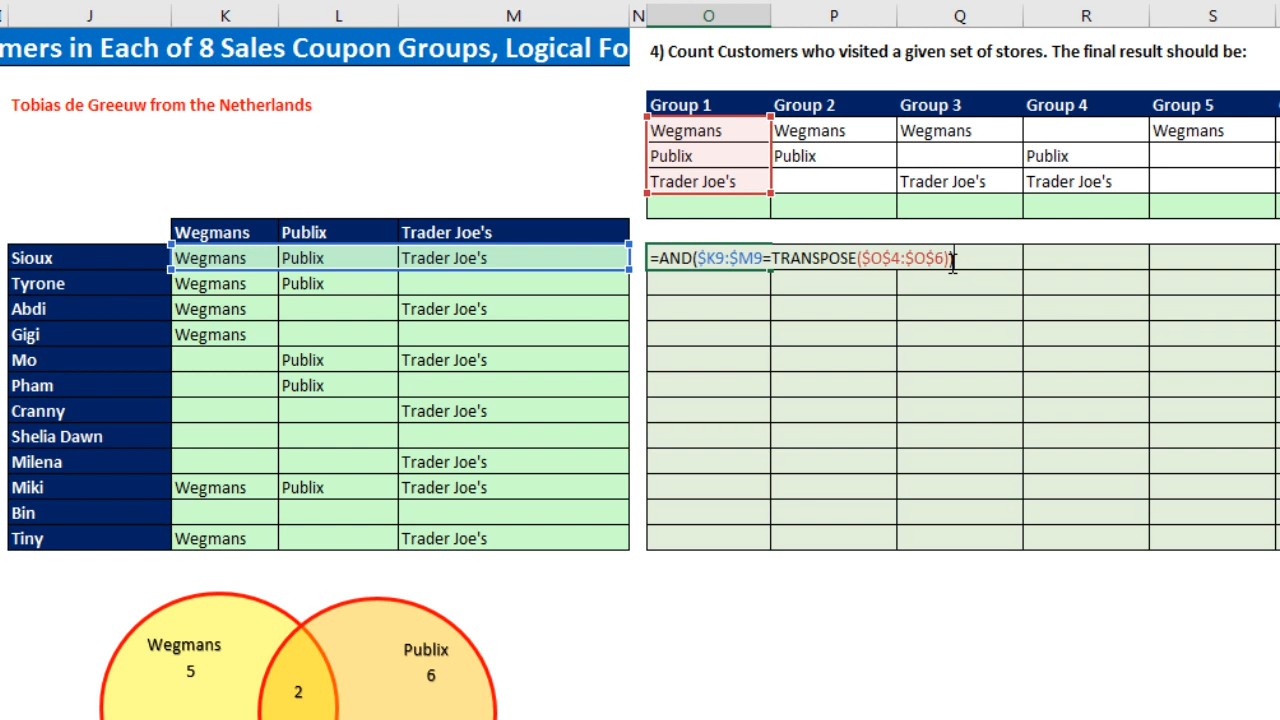 J K L M N O P Q R S
mers in Each of 8 Sales Coupon Groups, Logical Fo
4) Count Customers who visited a given set of stores. The final result should be:
Tobias de Greeuw from the Netherlands
Group 1 Group 2 Group 3 Group 4 Group 5
Wegmans Wegmans Wegmans Wegmans
Publix Publix Publix
Trader Joe's Trader Joe's Trader Joe's
Wegmans Publix Trader Joe's
Sioux Wegmans Publix Trader Joe's
=AND($K9:$M9=TRANSPOSE($O$4:$O$6))
Tyrone Wegmans Publix
Abdi Wegmans Trader Joe's
Gigi Wegmans
Mo Publix Trader Joe's
Pham Publix
Cranny Trader Joe's
Shelia Dawn
Milena Trader Joe's
Miki Wegmans Publix Trader Joe's
Bin
Tiny Wegmans Trader Joe's
Wegmans
5
Publix
6
2